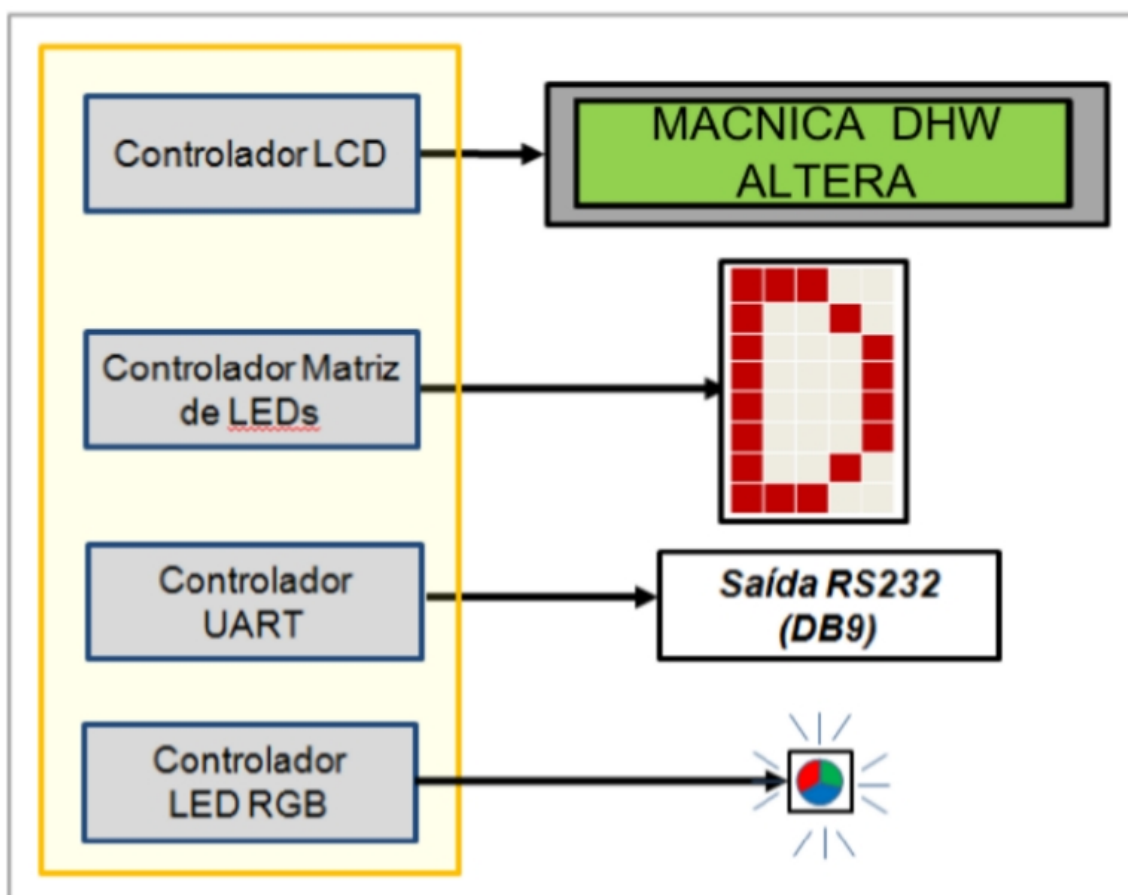 Controlador LCD
MACNICA DHW
ALTERA
Controlador Matriz
de LEDs
Controlador
UART
Saída RS232
(DB9)
Controlador
LED RGB